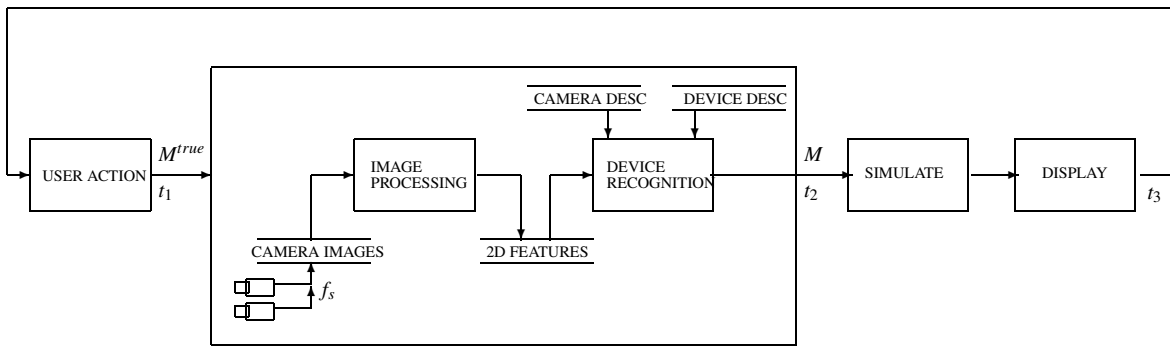 CAMERA DESC
DEVICE DESC
USER ACTION
M^{true}
t_1
IMAGE
PROCESSING
DEVICE
RECOGNITION
M
t_2
SIMULATE
DISPLAY
t_3
CAMERA IMAGES
2D FEATURES
f_s